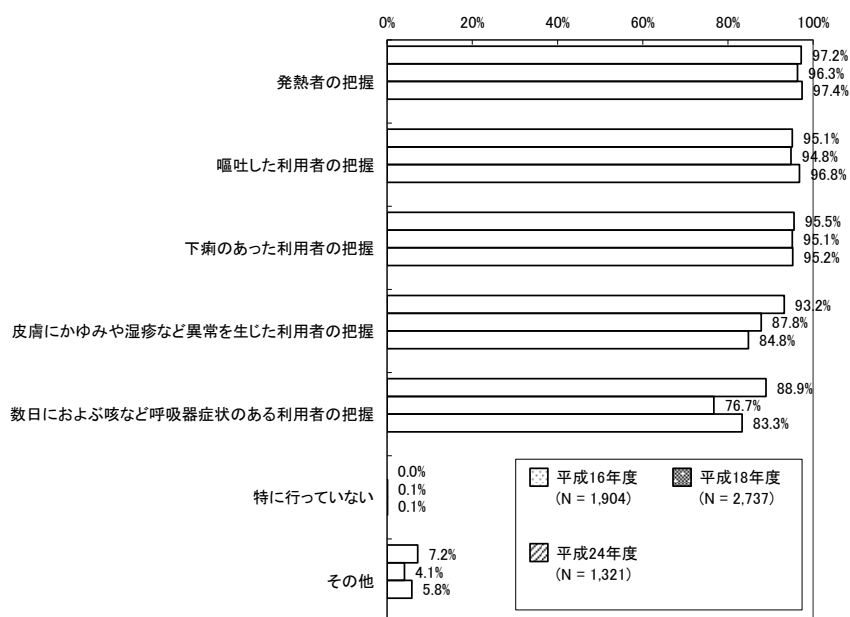 0% 20% 40% 60% 80% 100%
発熱者の把握
97.2%
96.3%
97.4%
嘔吐した利用者の把握
95.1%
94.8%
96.8%
下痢のあった利用者の把握
95.5%
95.1%
95.2%
皮膚にかゆみや湿疹など異常を生じた利用者の把握
93.2%
87.8%
84.8%
数日におよぶ咳など呼吸器症状のある利用者の把握
88.9%
76.7%
83.3%
特に行っていない
0.0%
0.1%
0.1%
その他
7.2%
4.1%
5.8%
平成16年度
(N = 1,904)
平成18年度
(N = 2,737)
平成24年度
(N = 1,321)